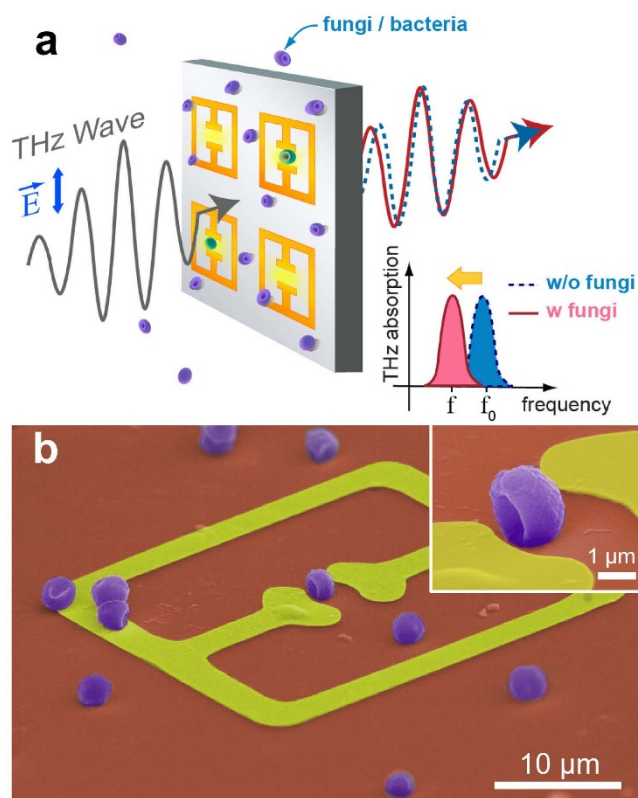 a
fungi / bacteria
THz Wave
E
w/o fungi
w fungi
THz absorption
f
f₀
frequency
b
1 µm
10 µm